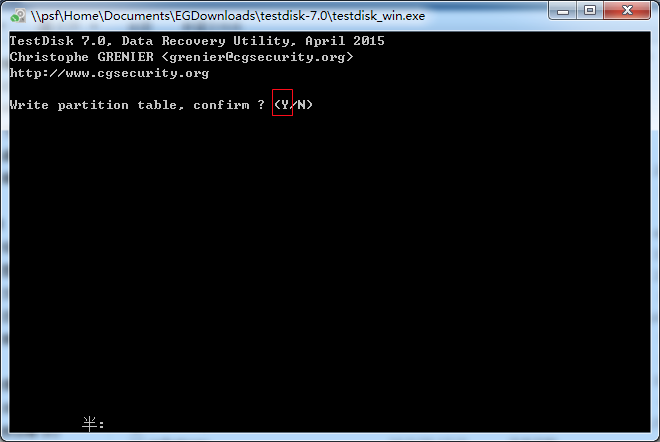 \\psf\Home\Documents\EGDownloads\testdisk-7.0\testdisk_win.exe
TestDisk 7.0, Data Recovery Utility, April 2015
Christophe GRENIER <grenier@cgsecurity.org>
http://www.cgsecurity.org
Write partition table, confirm ? (Y/N)
半: